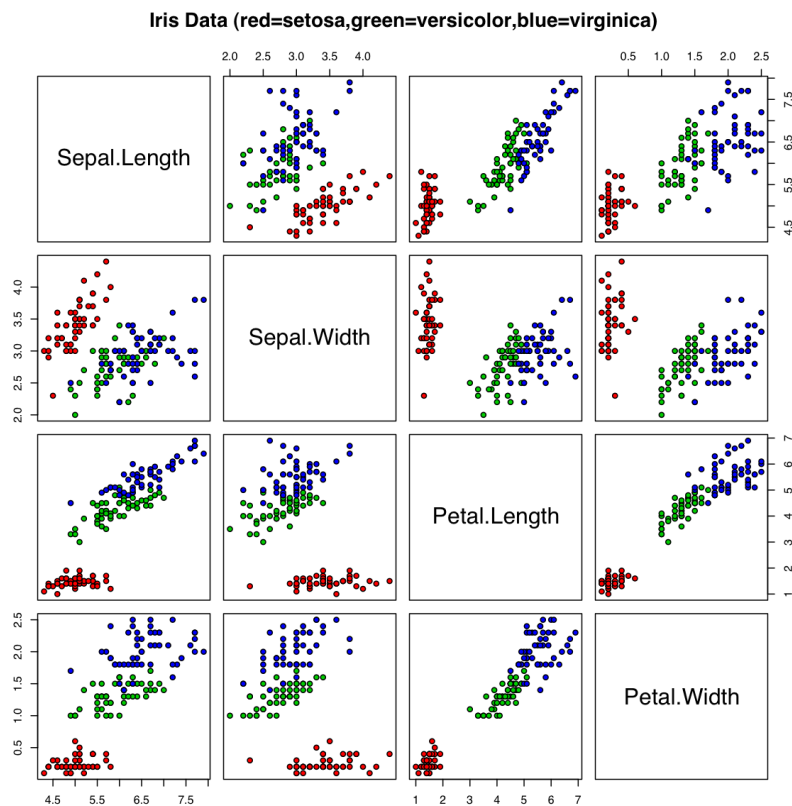 Iris Data (red=setosa,green=versicolor,blue=virginica)
2.0 3.0 4.0 0.5 1.0 1.5 2.0 2.5
Sepal.Length
4.5 5.5 6.5 7.5
2.0 2.5 3.0 3.5 4.0
Sepal.Width
Petal.Length
1 2 3 4 5 6 7
0.5 1.0 1.5 2.0 2.5
Petal.Width
4.5 5.5 6.5 7.5 1 2 3 4 5 6 7